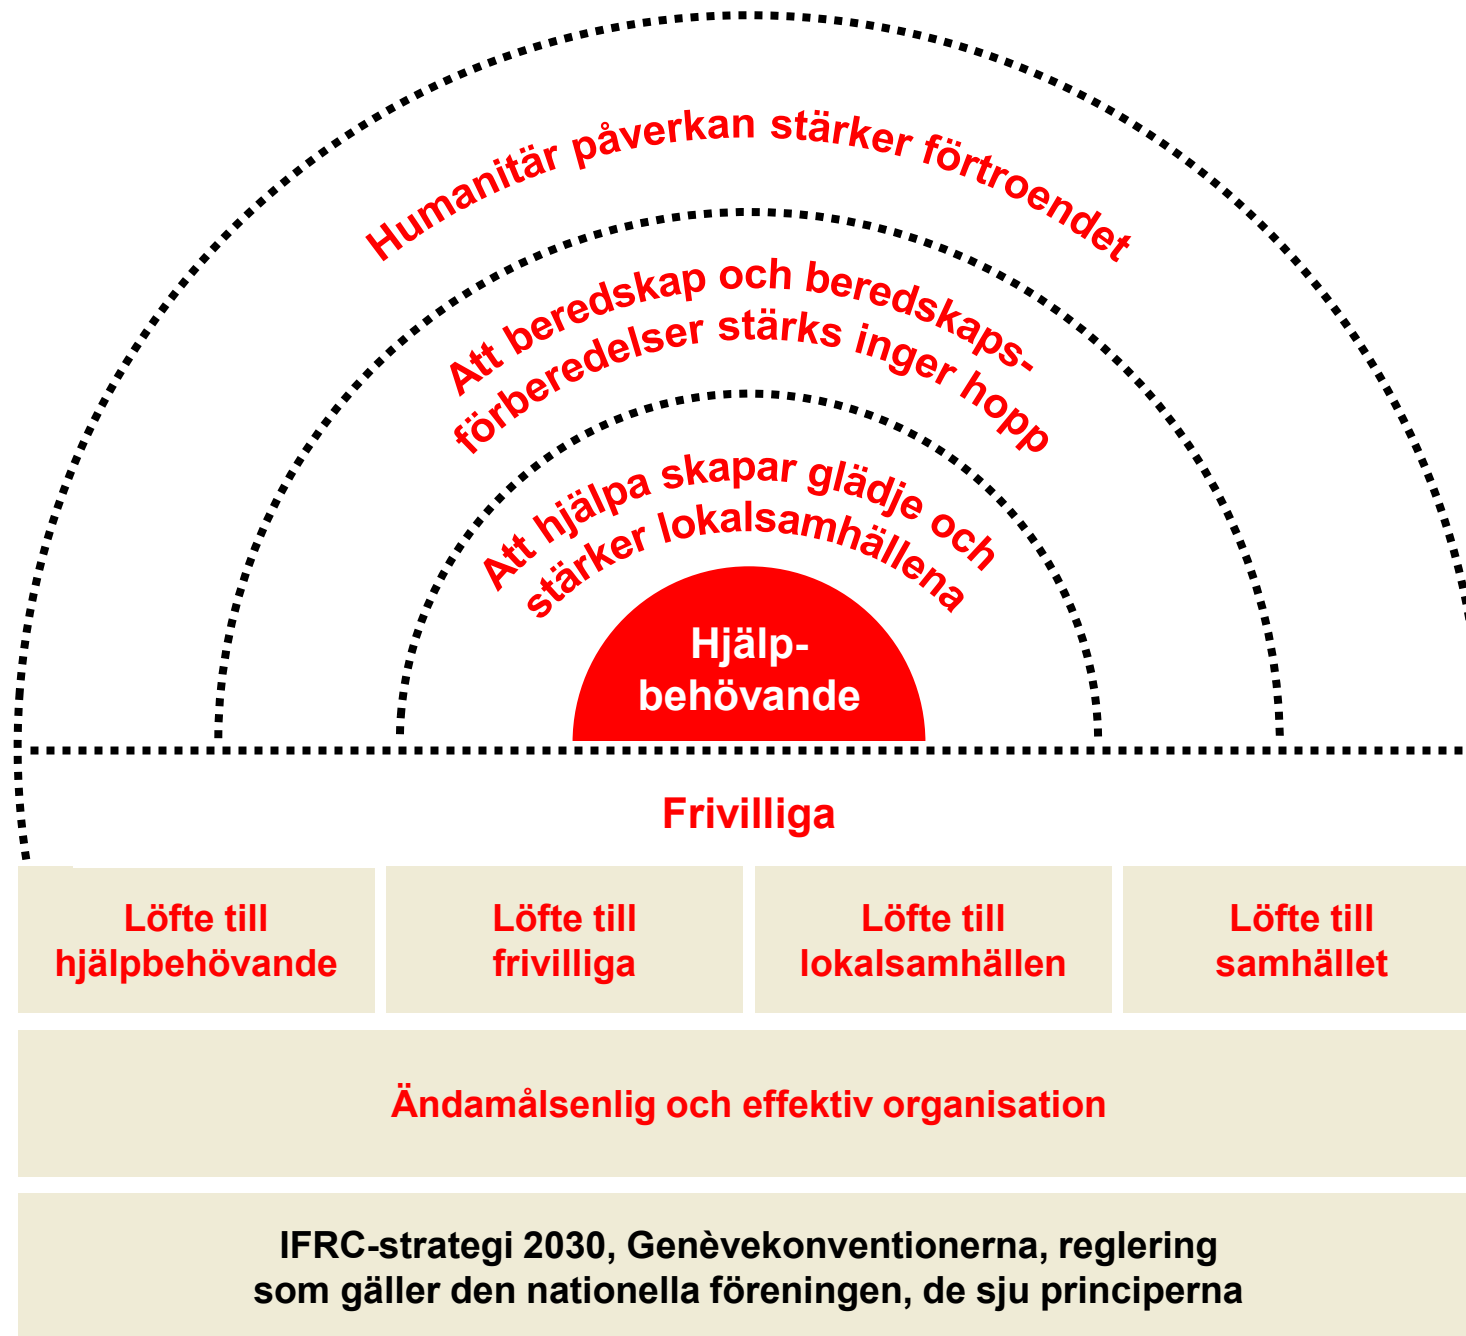 Humanitär påverkan stärker förtroendet
Att beredskap och beredskaps-
förberedelser stärks inger hopp
Att hjälpa skapar glädje och
stärker lokalsamhällena
Hjälp-
behövande
Frivilliga
Löfte till
hjälpbehövande
Löfte till
frivilliga
Löfte till
lokalsamhällen
Löfte till
samhället
Ändamålsenlig och effektiv organisation
IFRC-strategi 2030, Genèvekonventionerna, reglering
som gäller den nationella föreningen, de sju principerna